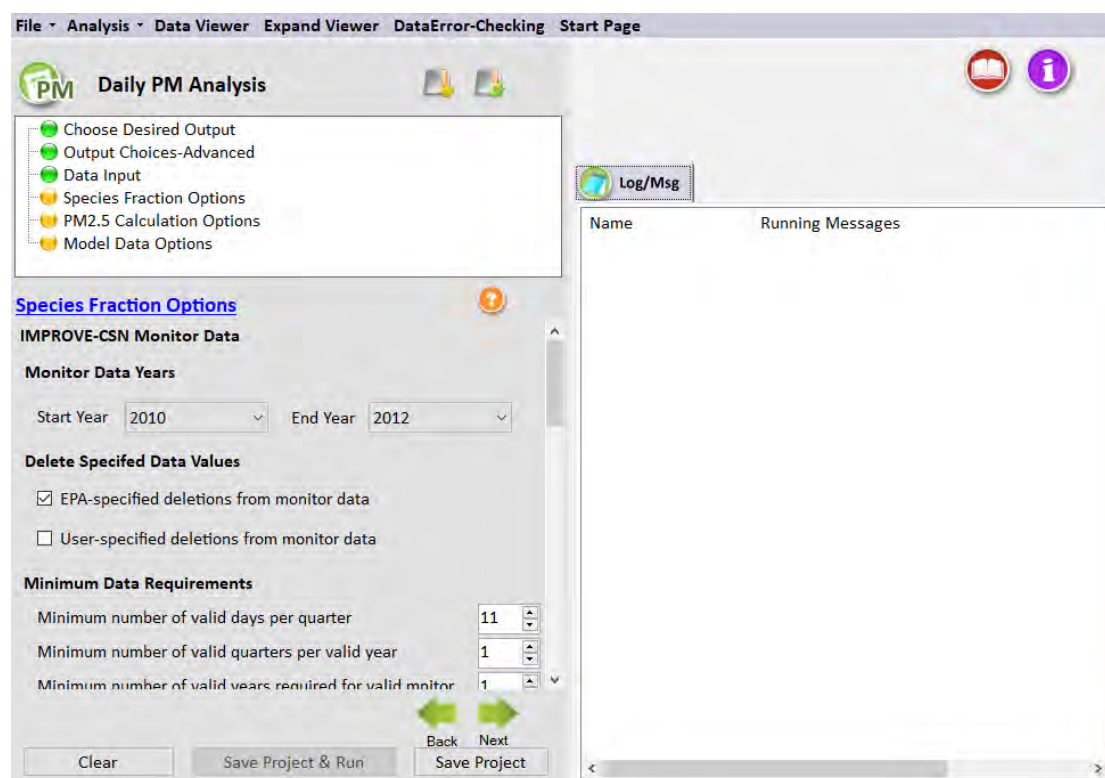 File Analysis Data Viewer Expand Viewer DataError-Checking Start Page
PM Daily PM Analysis
i
Choose Desired Output
Output Choices-Advanced
Data Input
Species Fraction Options
PM2.5 Calculation Options
Model Data Options
Log/Msg
Name Running Messages
Species Fraction Options ?
IMPROVE-CSN Monitor Data
Monitor Data Years
Start Year 2010 End Year 2012
Delete Specifed Data Values
EPA-specified deletions from monitor data
User-specified deletions from monitor data
Minimum Data Requirements
Minimum number of valid days per quarter 11
Minimum number of valid quarters per valid year 1
Minimum number of valid years required for valid mnitor 1
Back Next
Clear Save Project & Run Save Project